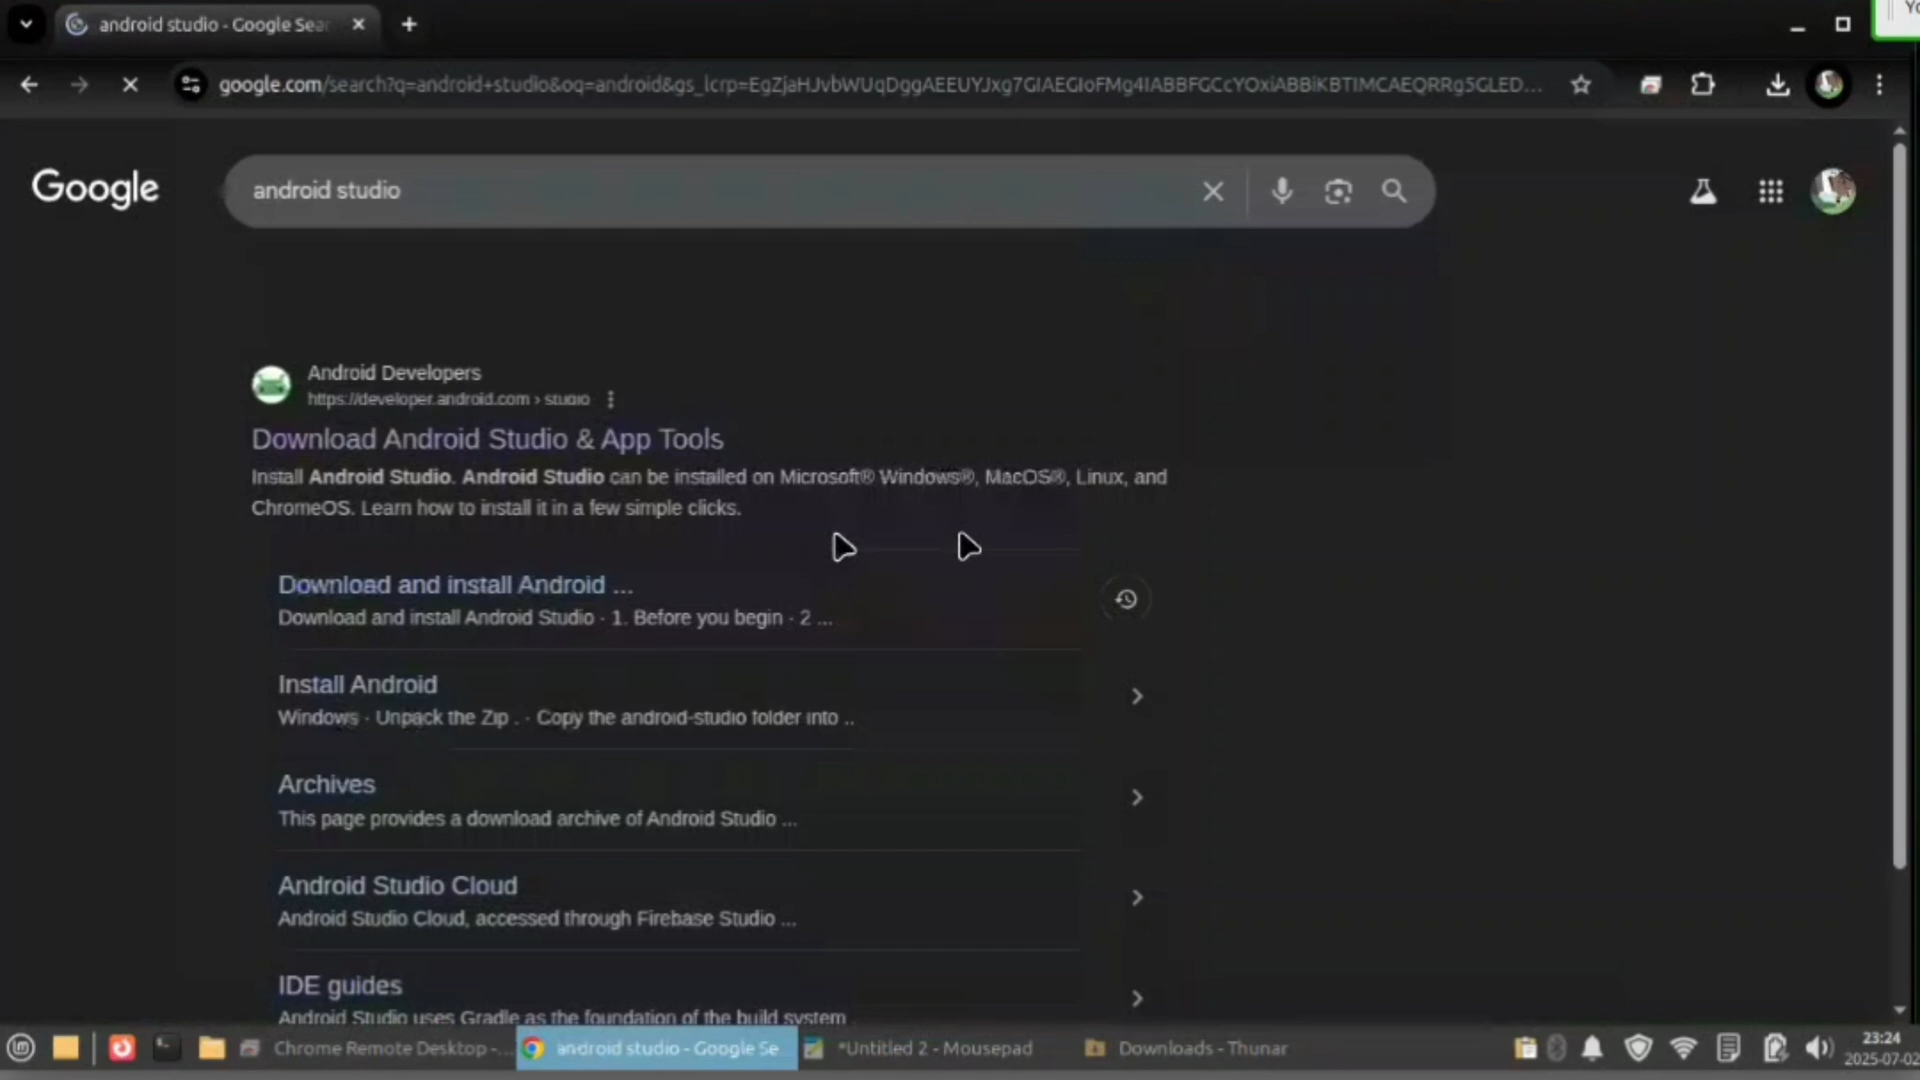 android studio - Google Sear
Yo
google.com/search?q=android+studio&oq=android&gs_lcrp=EgZjaHJvbWUqDggAEEUYJxg7GIAEGIoFMg4IABBFGCcYOxiABBiKBTIMCAEQRRg5GLED...
Google
android studio
Android Developers
https://developer.android.com › studio
Download Android Studio & App Tools
Install Android Studio. Android Studio can be installed on Microsoft® Windows®, MacOS®, Linux, and
ChromeOS. Learn how to install it in a few simple clicks.
Download and install Android ...
Download and install Android Studio · 1. Before you begin · 2 ...
Install Android
Windows · Unpack the Zip . · Copy the android-studio folder into ..
Archives
This page provides a download archive of Android Studio ...
Android Studio Cloud
Android Studio Cloud, accessed through Firebase Studio ...
IDE guides
Android Studio uses Gradle as the foundation of the build system
Chrome Remote Desktop -...
android studio - Google Se
*Untitled 2 - Mousepad
Downloads - Thunar
23:24
2025-07-02